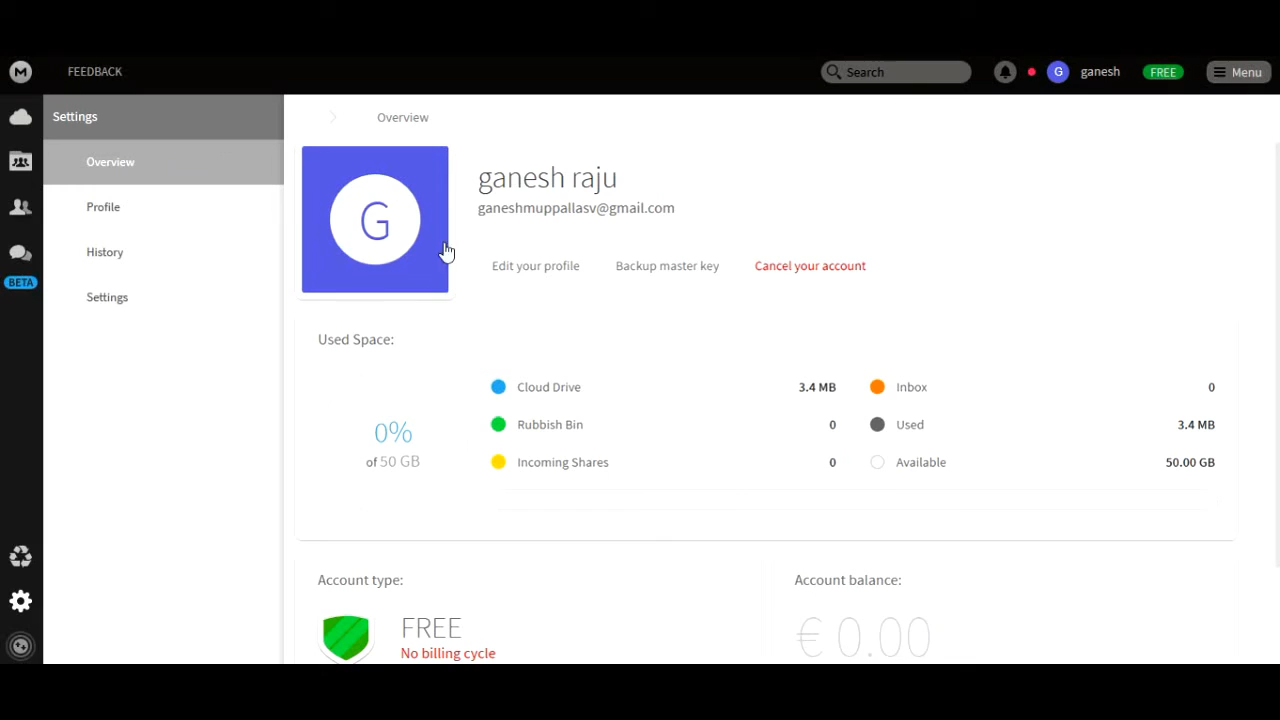 M FEEDBACK Search G ganesh FREE Menu
Settings
Overview
Profile
History
Settings
BETA
Overview
G
ganesh raju
ganeshmuppallasv@gmail.com
Edit your profile Backup master key Cancel your account
Used Space:
0%
of 50 GB
Cloud Drive 3.4 MB Inbox 0
Rubbish Bin 0 Used 3.4 MB
Incoming Shares 0 Available 50.00 GB
Account type:
FREE
No billing cycle
Account balance:
€ 0.00